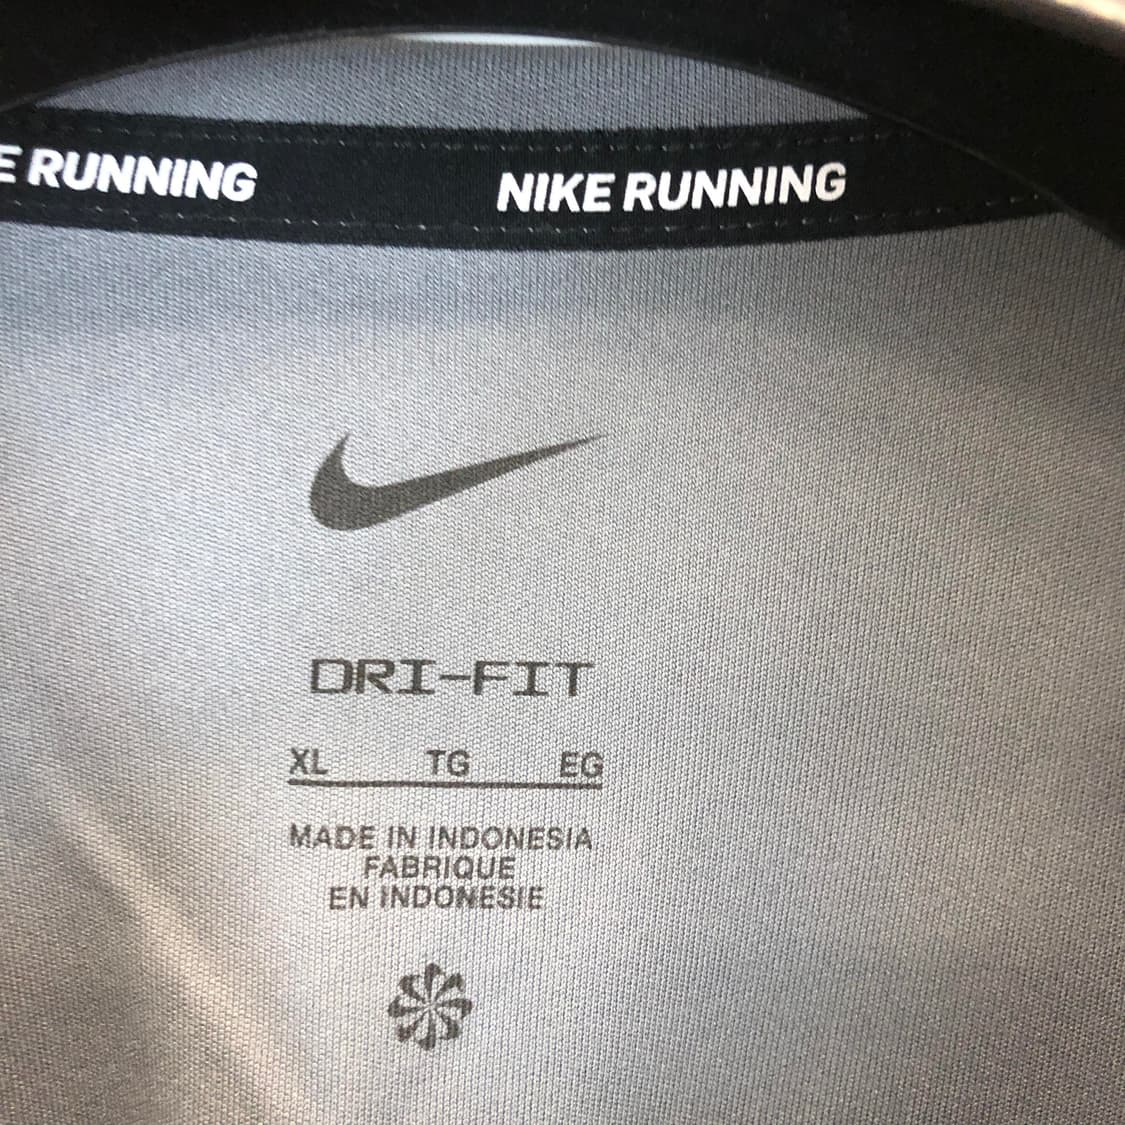 E RUNNING NIKE RUNNING
DRI-FIT
XL TG EG
MADE IN INDONESIA
FABRIQUE
EN INDONESIE